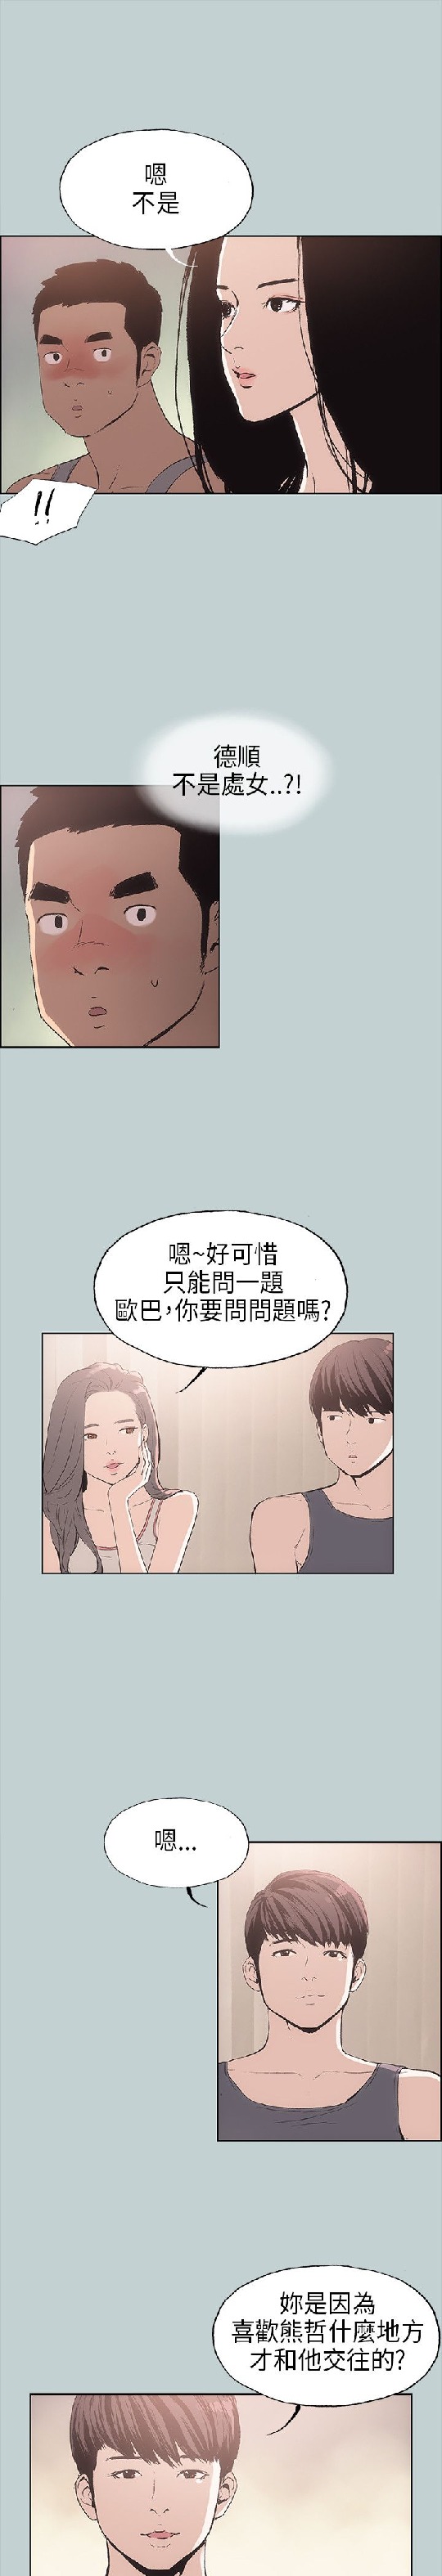 嗯
不是
!!
德順
不是處女..?!
嗯~好可惜
只能問一題
歐巴,你要問問題嗎?
嗯...
妳是因為
喜歡熊哲什麼地方
才和他交往的?